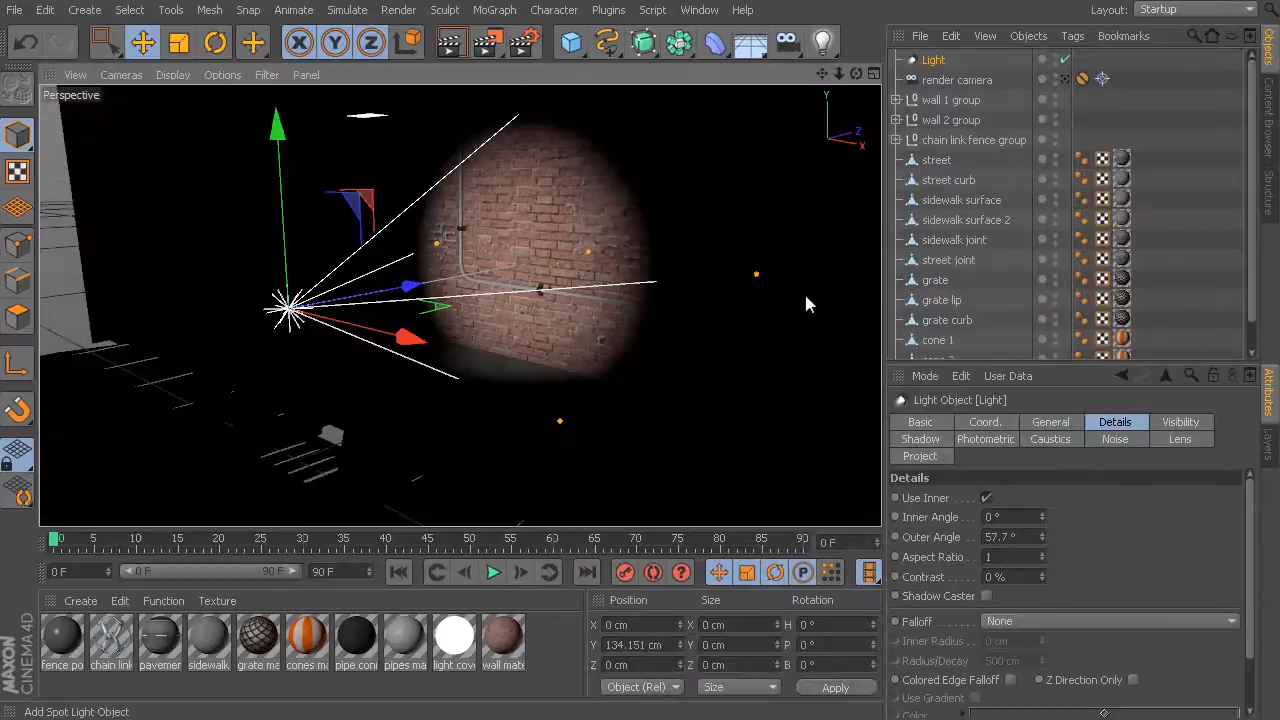 File Edit Create Select Tools Mesh Snap Animate Simulate Render Sculpt MoGraph Character Plugins Script Window Help
Layout: Startup
View Cameras Display Options Filter Panel
Perspective
Y
Z
X
File Edit View Objects Tags Bookmarks
Light
render camera
wall 1 group
wall 2 group
chain link fence group
street
street curb
sidewalk surface
sidewalk surface 2
sidewalk joint
street joint
grate
grate lip
grate curb
cone 1
Objects
Content Browser
Structure
Attributes
Layers
Mode Edit User Data
Light Object [Light]
Basic Coord. General Details Visibility
Shadow Photometric Caustics Noise Lens
Project
Details
Use Inner
Inner Angle 0 °
Outer Angle 57.7 °
Aspect Ratio 1
Contrast 0 %
Shadow Caster
Falloff None
Inner Radius 0 cm
Radius/Decay 500 cm
Colored Edge Falloff Z Direction Only
Use Gradient
Color
0 5 10 15 20 25 30 35 40 45 50 55 60 65 70 75 80 85 90 0 F
0 F 0 F 90 F 90 F
Create Edit Function Texture
fence po chain link pavemer sidewalk grate ma cones ma pipe coni pipes ma light cove wall mate
Position Size Rotation
X 0 cm X 0 cm H 0 °
Y 134.151 cm Y 0 cm P 0 °
Z 0 cm Z 0 cm B 0 °
Object (Rel) Size Apply
MAXON
CINEMA 4D
Add Spot Light Object